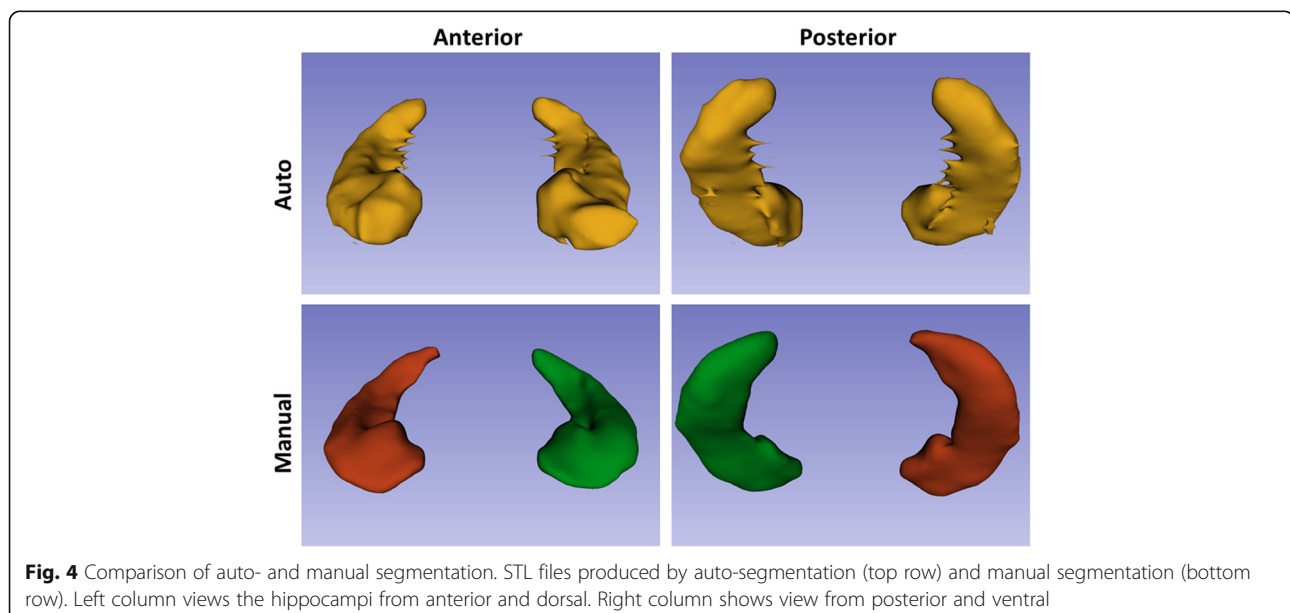 Anterior
Posterior
Auto
Manual
Fig. 4 Comparison of auto- and manual segmentation. STL files produced by auto-segmentation (top row) and manual segmentation (bottom
row). Left column views the hippocampi from anterior and dorsal. Right column shows view from posterior and ventral